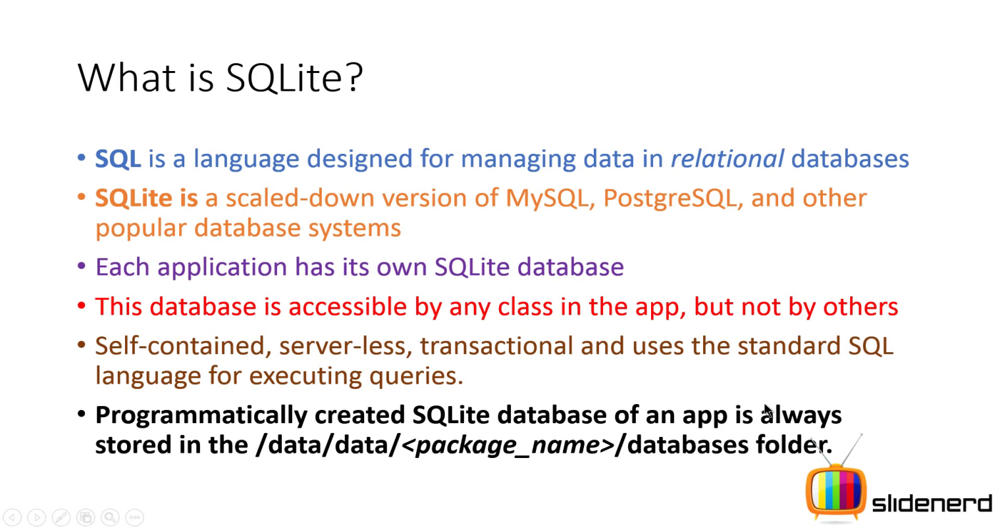 What is SQLite?
• SQL is a language designed for managing data in relational databases
• SQLite is a scaled-down version of MySQL, PostgreSQL, and other
popular database systems
• Each application has its own SQLite database
• This database is accessible by any class in the app, but not by others
• Self-contained, server-less, transactional and uses the standard SQL
language for executing queries.
• Programmatically created SQLite database of an app is always
stored in the /data/data/<package_name>/databases folder.
slidenerd